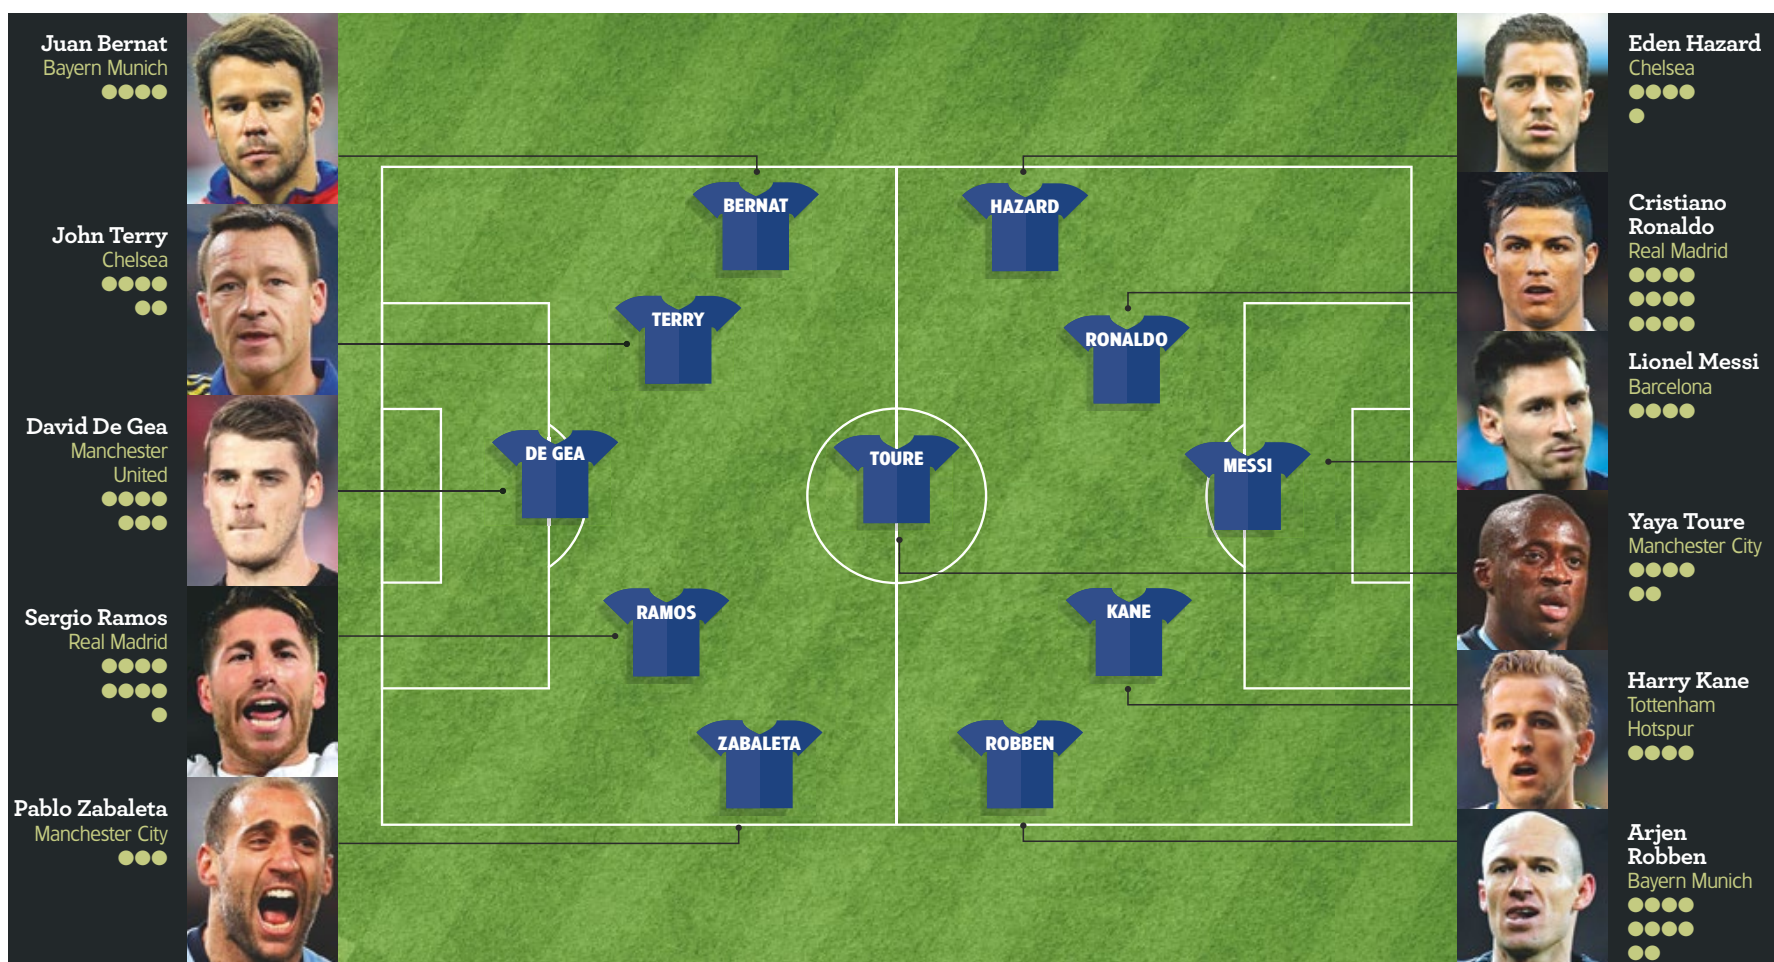 Juan Bernat
Bayern Munich
John Terry
Chelsea
David De Gea
Manchester
United
Sergio Ramos
Real Madrid
Pablo Zabaleta
Manchester City
BERNAT
HAZARD
TERRY
RONALDO
DE GEA
TOURE
MESSI
RAMOS
KANE
ZABALETA
ROBBEN
Eden Hazard
Chelsea
Cristiano
Ronaldo
Real Madrid
Lionel Messi
Barcelona
Yaya Toure
Manchester City
Harry Kane
Tottenham
Hotspur
Arjen
Robben
Bayern Munich